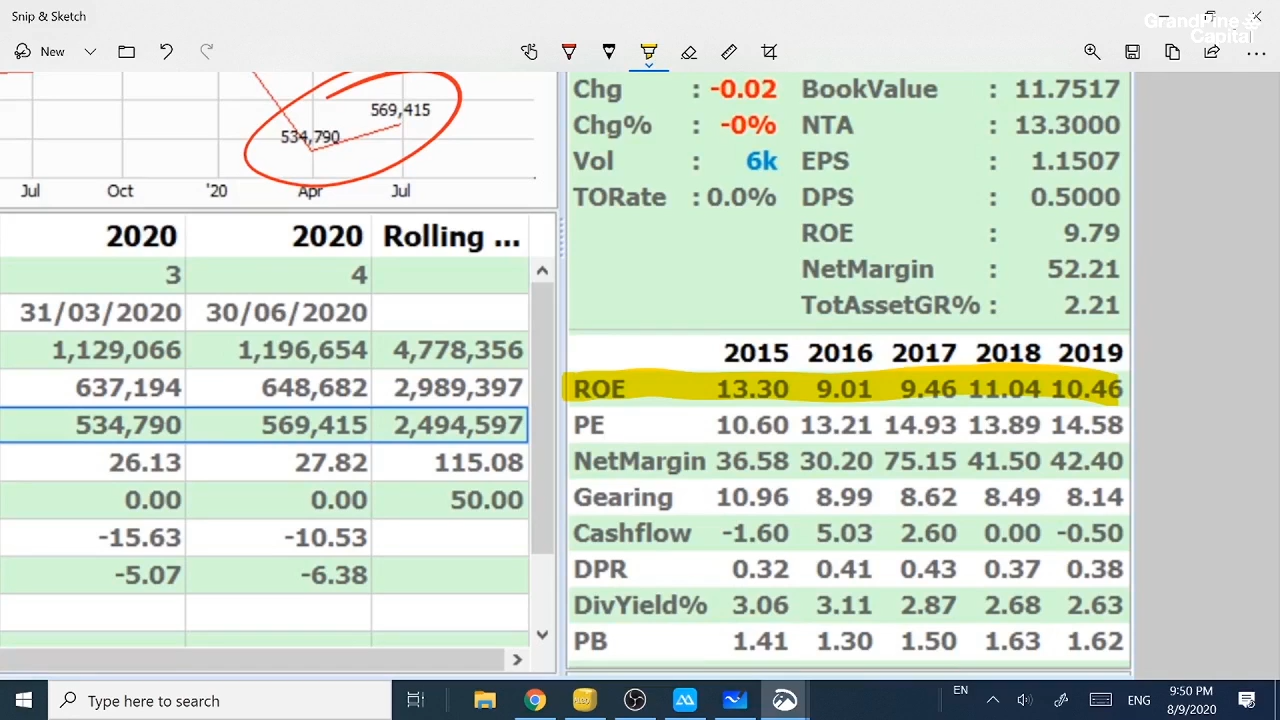 Snip & Sketch
GrandPine Capital
New
569,415
534,790
Jul Oct '20 Apr Jul
2020 2020 Rolling ...
3 4
31/03/2020 30/06/2020
1,129,066 1,196,654 4,778,356
637,194 648,682 2,989,397
534,790 569,415 2,494,597
26.13 27.82 115.08
0.00 0.00 50.00
-15.63 -10.53
-5.07 -6.38
Chg : -0.02 BookValue : 11.7517
Chg% : -0% NTA : 13.3000
Vol : 6k EPS : 1.1507
TORate : 0.0% DPS : 0.5000
ROE : 9.79
NetMargin : 52.21
TotAssetGR% : 2.21
2015 2016 2017 2018 2019
ROE 13.30 9.01 9.46 11.04 10.46
PE 10.60 13.21 14.93 13.89 14.58
NetMargin 36.58 30.20 75.15 41.50 42.40
Gearing 10.96 8.99 8.62 8.49 8.14
Cashflow -1.60 5.03 2.60 0.00 -0.50
DPR 0.32 0.41 0.43 0.37 0.38
DivYield% 3.06 3.11 2.87 2.68 2.63
PB 1.41 1.30 1.50 1.63 1.62
Type here to search
EN
ENG
9:50 PM
8/9/2020